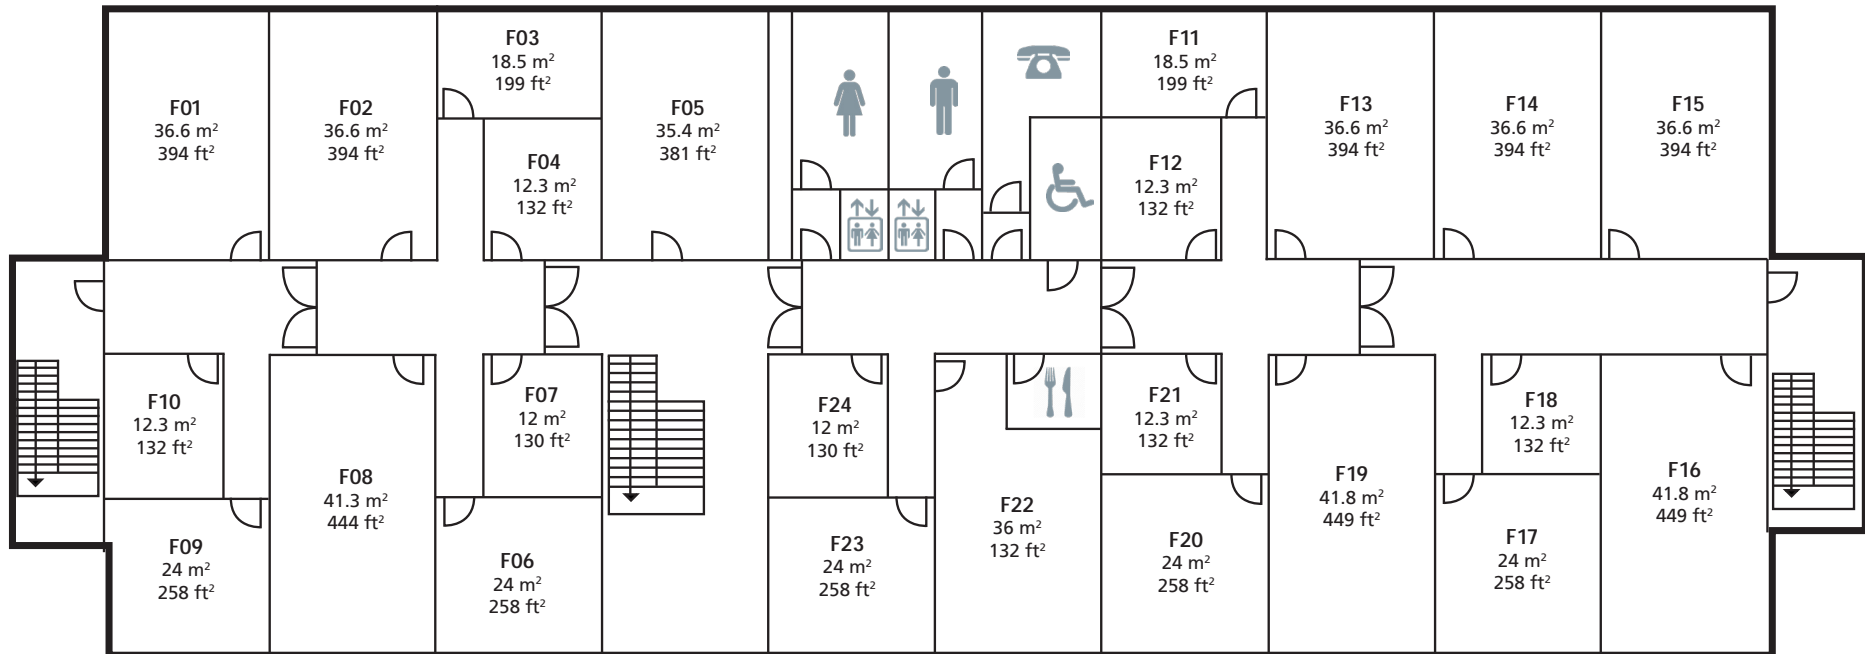 F01
36.6 m²
394 ft²
F02
36.6 m²
394 ft²
F03
18.5 m²
199 ft²
F04
12.3 m²
132 ft²
F05
35.4 m²
381 ft²
F11
18.5 m²
199 ft²
F12
12.3 m²
132 ft²
F13
36.6 m²
394 ft²
F14
36.6 m²
394 ft²
F15
36.6 m²
394 ft²
F10
12.3 m²
132 ft²
F09
24 m²
258 ft²
F08
41.3 m²
444 ft²
F07
12 m²
130 ft²
F06
24 m²
258 ft²
F24
12 m²
130 ft²
F23
24 m²
258 ft²
F22
36 m²
132 ft²
F21
12.3 m²
132 ft²
F20
24 m²
258 ft²
F19
41.8 m²
449 ft²
F18
12.3 m²
132 ft²
F17
24 m²
258 ft²
F16
41.8 m²
449 ft²